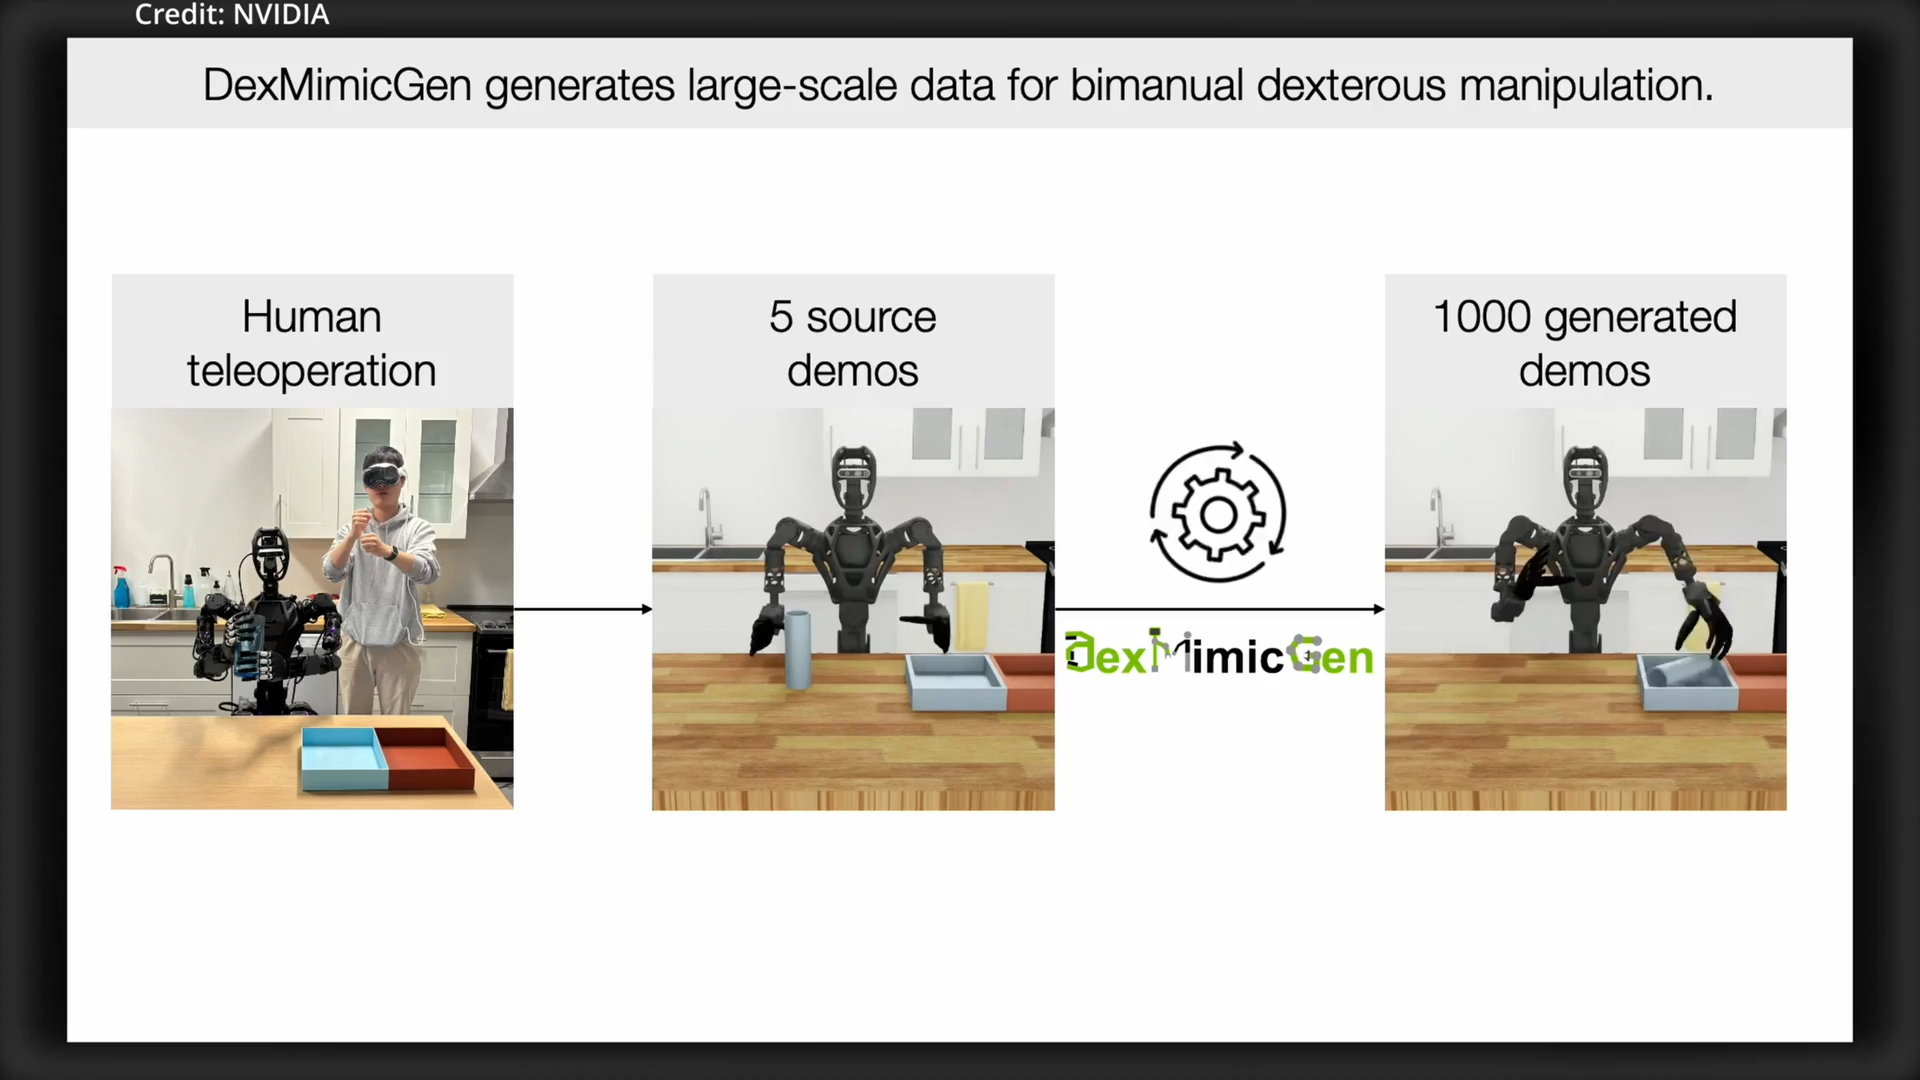 Credit: NVIDIA
DexMimicGen generates large-scale data for bimanual dexterous manipulation.
Human
teleoperation
5 source
demos
1000 generated
demos
DexMimicGen